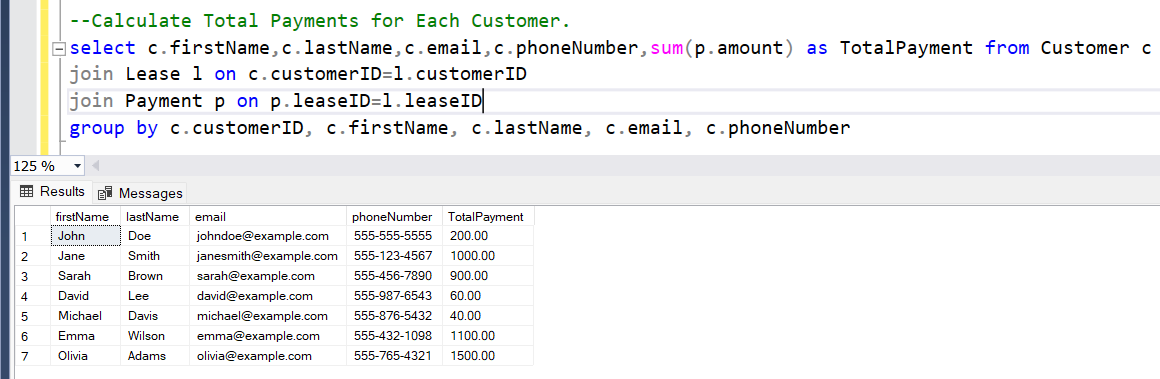 --Calculate Total Payments for Each Customer.
select c.firstName,c.lastName,c.email,c.phoneNumber,sum(p.amount) as TotalPayment from Customer c
join Lease l on c.customerID=l.customerID
join Payment p on p.leaseID=l.leaseID
group by c.customerID, c.firstName, c.lastName, c.email, c.phoneNumber
125 %
Results Messages
firstName lastName email phoneNumber TotalPayment
1 John Doe johndoe@example.com 555-555-5555 200.00
2 Jane Smith janesmith@example.com 555-123-4567 1000.00
3 Sarah Brown sarah@example.com 555-456-7890 900.00
4 David Lee david@example.com 555-987-6543 60.00
5 Michael Davis michael@example.com 555-876-5432 40.00
6 Emma Wilson emma@example.com 555-432-1098 1100.00
7 Olivia Adams olivia@example.com 555-765-4321 1500.00